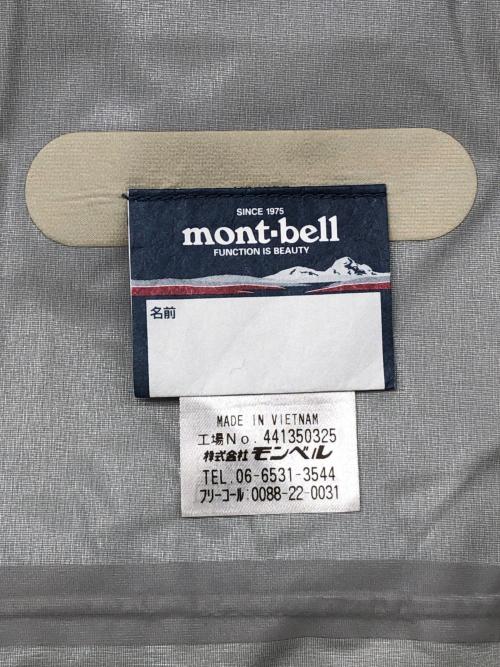 SINCE 1975
mont-bell
FUNCTION IS BEAUTY
名前
MADE IN VIETNAM
工場No. 441350325
株式会社 モンベル
TEL. 06-6531-3544
フリーコール: 0088-22-0031